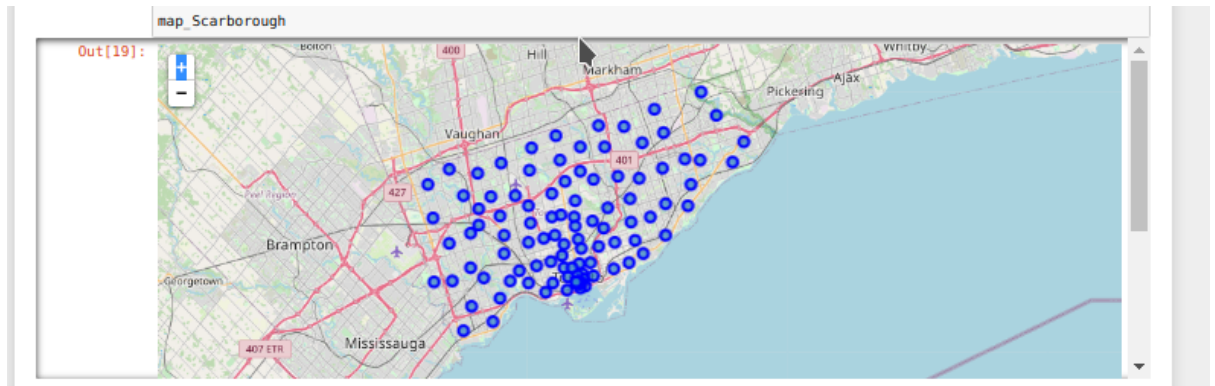 map_Scarborough
Out[19]:
+
−
Bolton
400
Hill
Markham
Whitby
Ajax
Pickering
Vaughan
401
427
Peel Region
Brampton
Georgetown
Mississauga
407 ETR